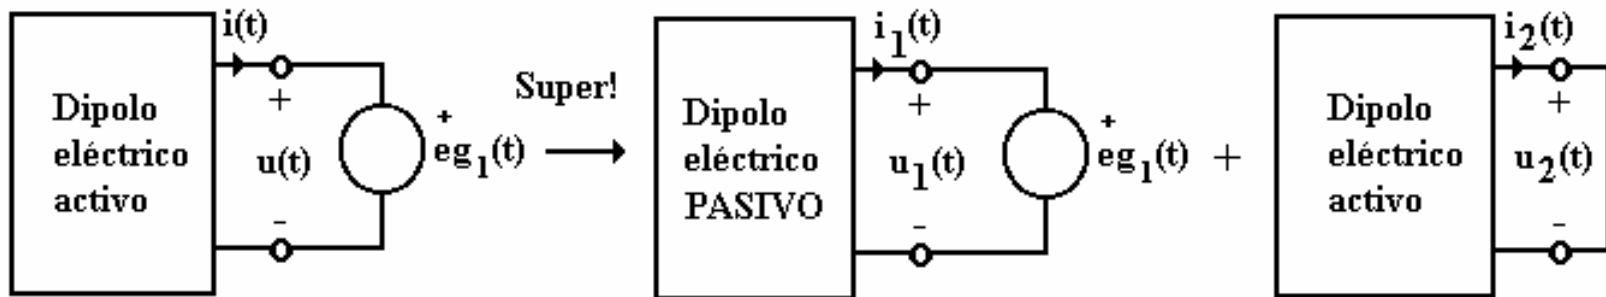 i(t)
Dipolo
eléctrico
activo
+
u(t)
-
+
eg1(t)
Super!
i1(t)
Dipolo
eléctrico
PASIVO
+
u1(t)
-
+
eg1(t)
+
i2(t)
Dipolo
eléctrico
activo
+
u2(t)
-